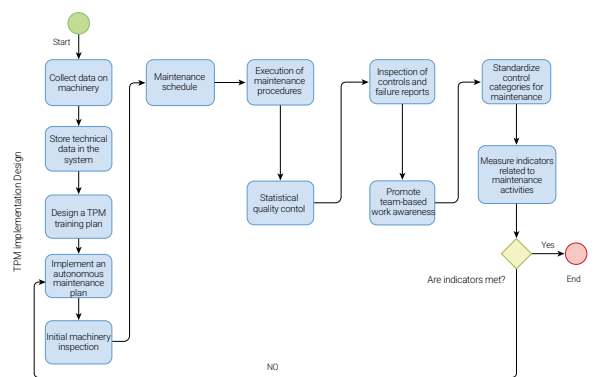 TPM implementation Design
Start
Collect data on
machinery
Store technical
data in the
system
Design a TPM
training plan
Implement an
autonomous
maintenance
plan
Initial machinery
inspection
Maintenance
schedule
Execution of
maintenance
procedures
Statistical
quality contol
Inspection of
controls and
failure reports
Promote
team-based
work awareness
Standardize
control
categories for
maintenance
Measure indicators
related to
maintenance
activities
Are indicators met?
Yes
End
NO